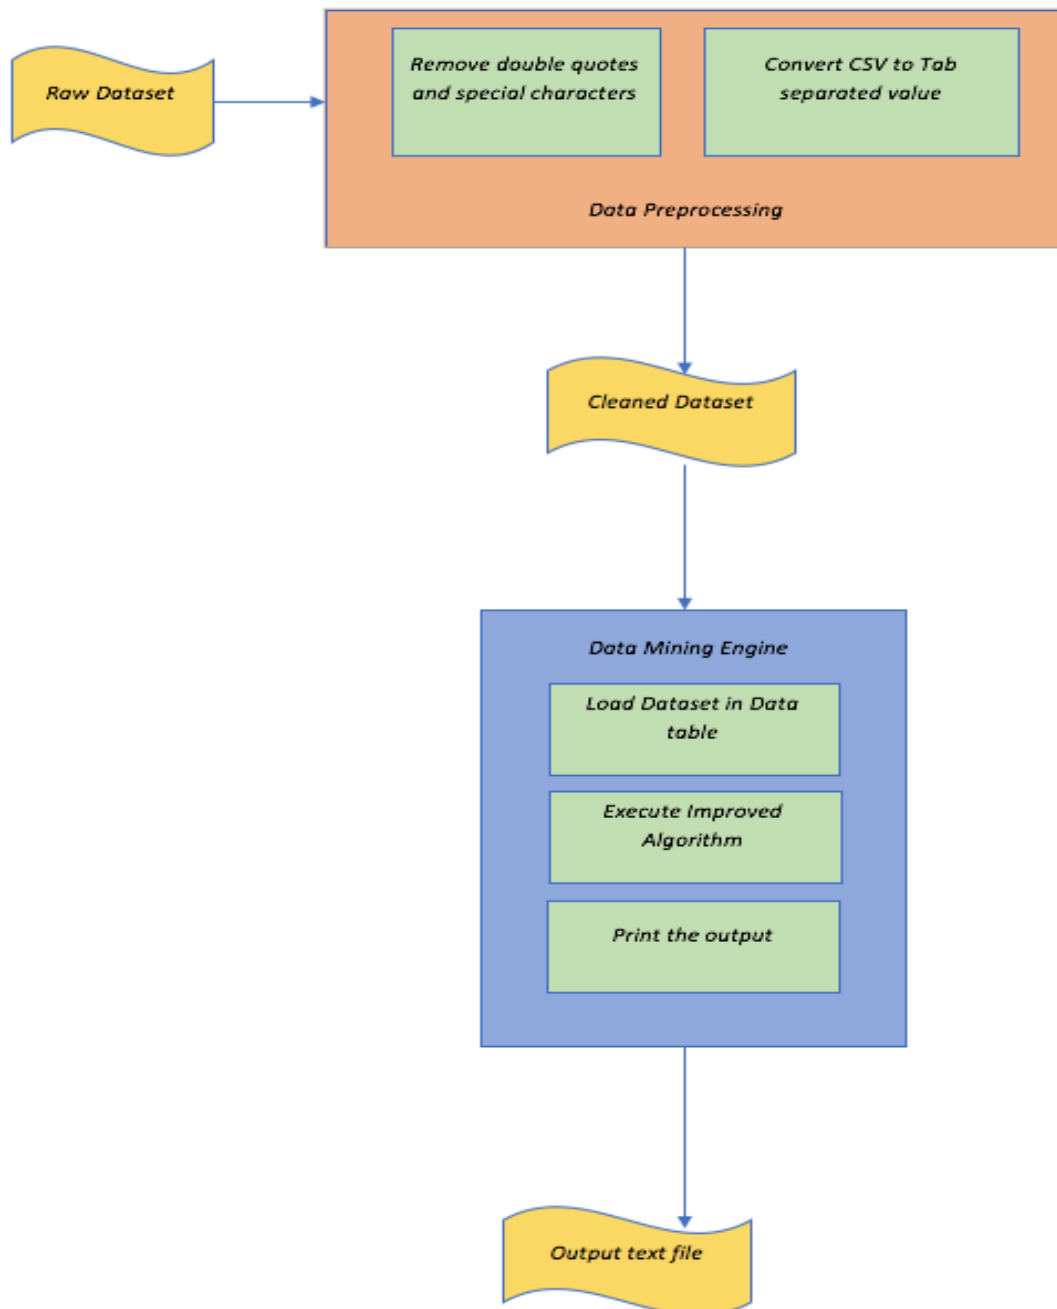 Raw Dataset
Remove double quotes
and special characters
Convert CSV to Tab
separated value
Data Preprocessing
Cleaned Dataset
Data Mining Engine
Load Dataset in Data
table
Execute Improved
Algorithm
Print the output
Output text file